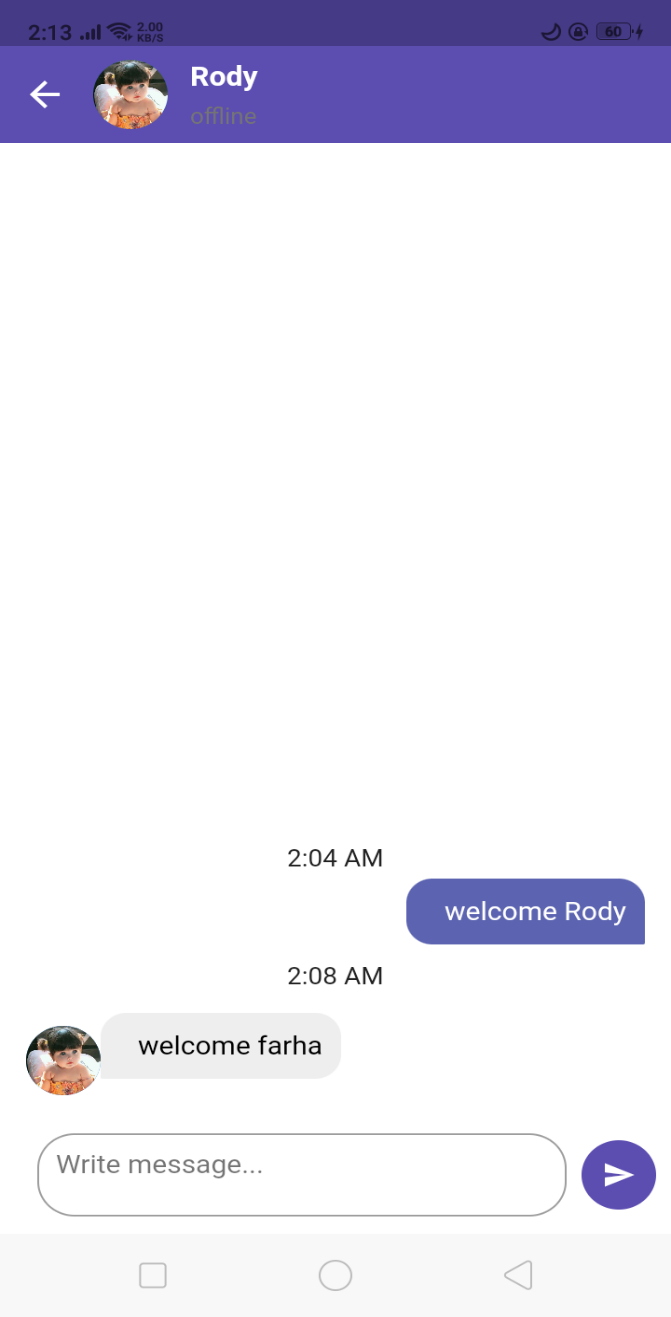 2:13 2.00 KB/S 60
Rody
offline
2:04 AM
welcome Rody
2:08 AM
welcome farha
Write message...